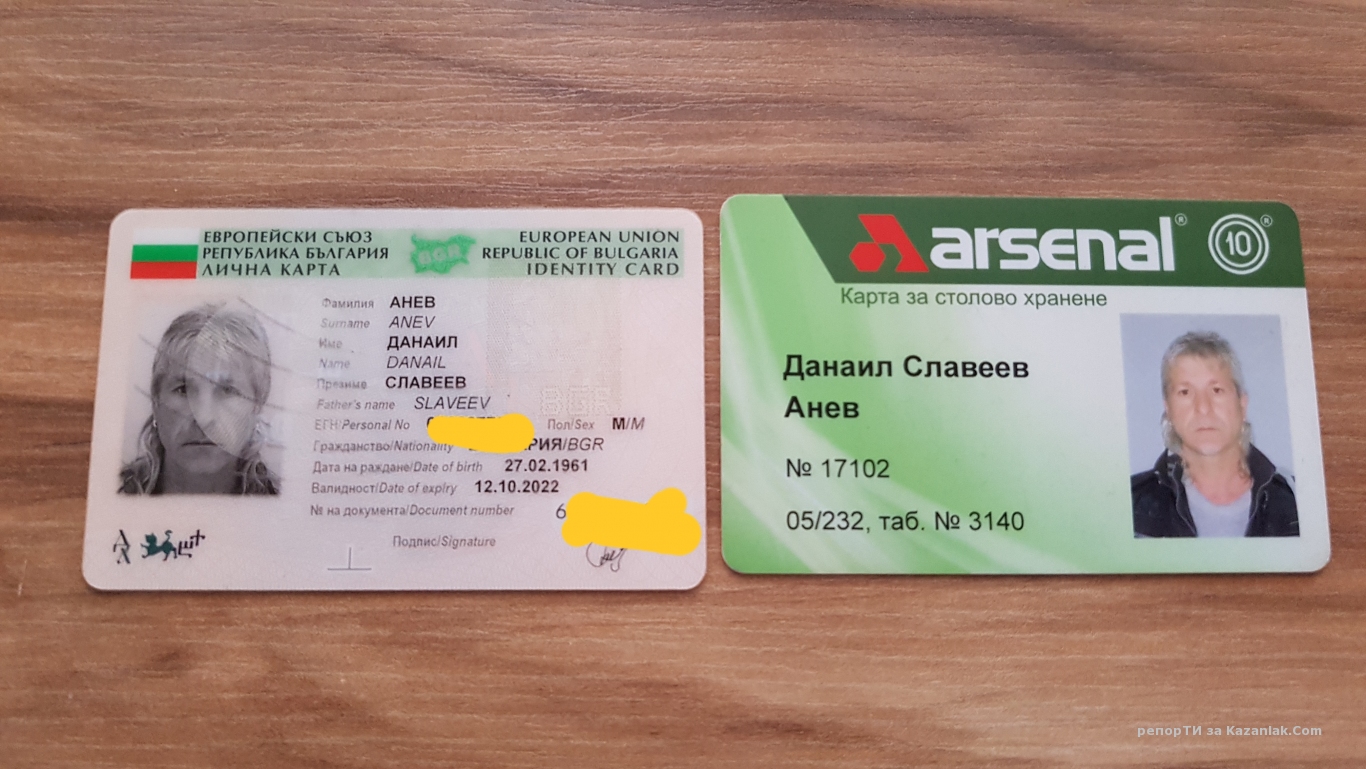 ЕВРОПЕЙСКИ СЪЮЗ
РЕПУБЛИКА БЪЛГАРИЯ
ЛИЧНА КАРТА
BGR
EUROPEAN UNION
REPUBLIC OF BULGARIA
IDENTITY CARD
Фамилия АНЕВ
Surname ANEV
Име ДАНАИЛ
Name DANAIL
Презиме СЛАВЕЕВ
Father's name SLAVEEV
BGR
ЕГН/Personal No Пол/Sex М/M
Гражданство/Nationality РИЯ/BGR
Дата на раждане/Date of birth 27.02.1961
Валидност/Date of expiry 12.10.2022
№ на документа/Document number 6
Подпис/Signature
arsenal® 10®
Карта за столово хранене
Данаил Славеев
Анев
№ 17102
05/232, таб. № 3140
репорТИ за Kazanlak.Com